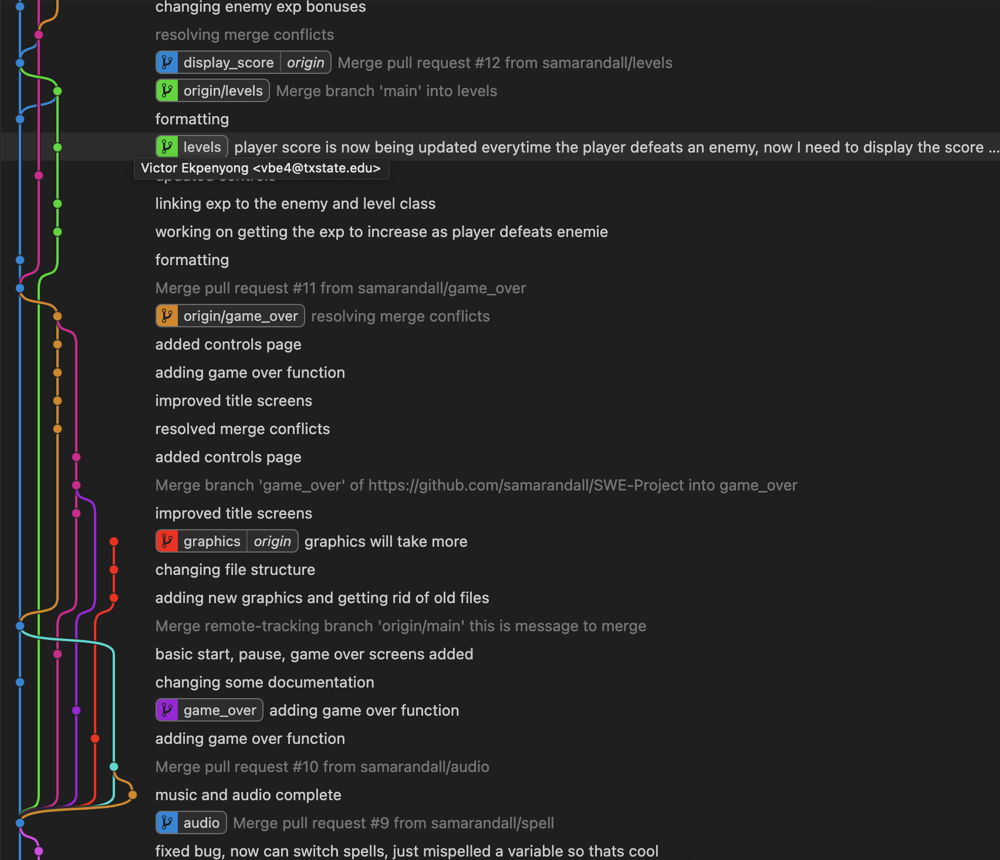 changing enemy exp bonuses
resolving merge conflicts
display_score origin Merge pull request #12 from samarandall/levels
origin/levels Merge branch 'main' into levels
formatting
levels player score is now being updated everytime the player defeats an enemy, now I need to display the score ...
Victor Ekpenyong <vbe4@txstate.edu>
updated controls
linking exp to the enemy and level class
working on getting the exp to increase as player defeats enemie
formatting
Merge pull request #11 from samarandall/game_over
origin/game_over resolving merge conflicts
added controls page
adding game over function
improved title screens
resolved merge conflicts
added controls page
Merge branch 'game_over' of https://github.com/samarandall/SWE-Project into game_over
improved title screens
graphics origin graphics will take more
changing file structure
adding new graphics and getting rid of old files
Merge remote-tracking branch 'origin/main' this is message to merge
basic start, pause, game over screens added
changing some documentation
game_over adding game over function
adding game over function
Merge pull request #10 from samarandall/audio
music and audio complete
audio Merge pull request #9 from samarandall/spell
fixed bug, now can switch spells, just mispelled a variable so thats cool